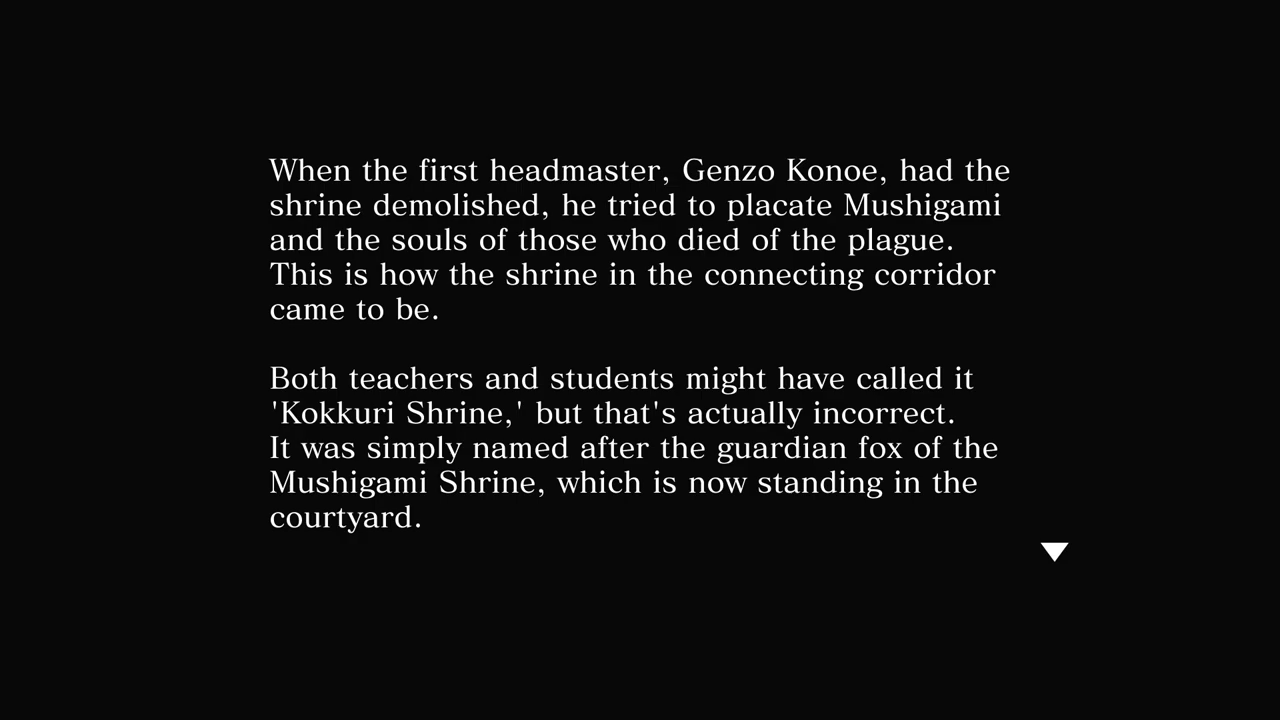 When the first headmaster, Genzo Konoe, had the
shrine demolished, he tried to placate Mushigami
and the souls of those who died of the plague.
This is how the shrine in the connecting corridor
came to be.
Both teachers and students might have called it
'Kokkuri Shrine,' but that's actually incorrect.
It was simply named after the guardian fox of the
Mushigami Shrine, which is now standing in the
courtyard.